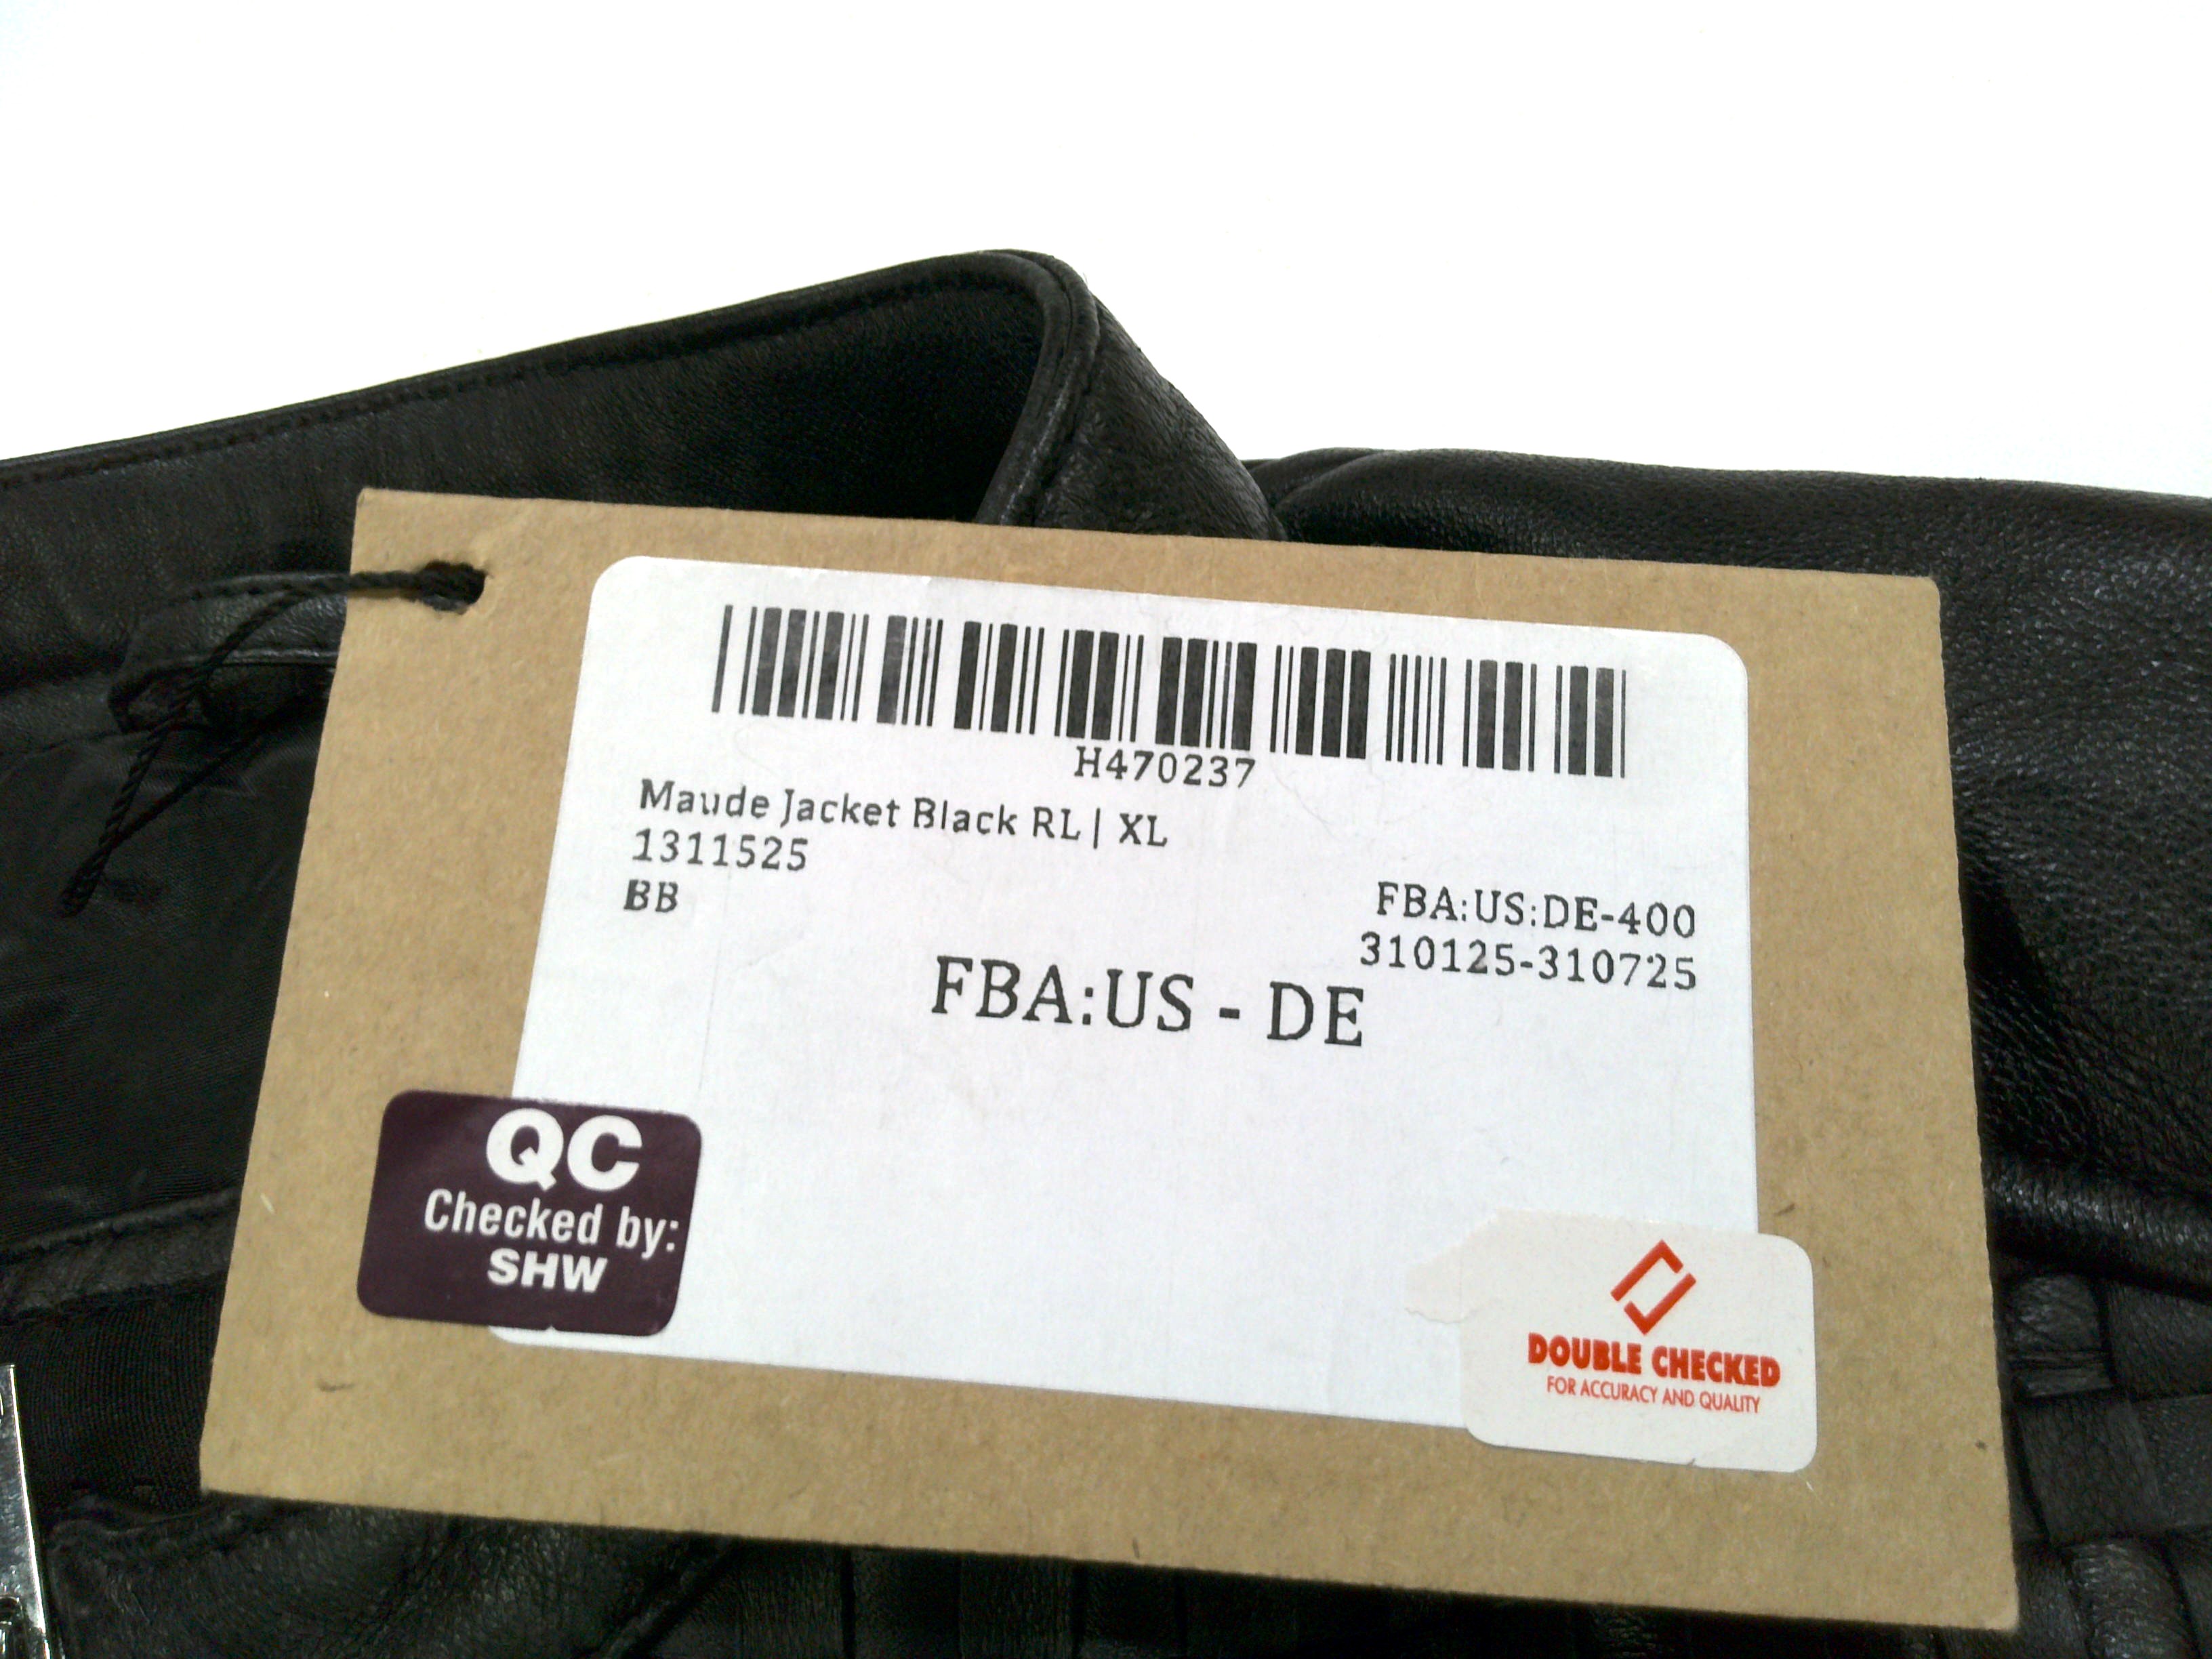 H470237
Maude Jacket Black RL | XL
1311525
BB
FBA:US:DE-400
310125-310725
FBA:US - DE
QC
Checked by:
SHW
DOUBLE CHECKED
FOR ACCURACY AND QUALITY